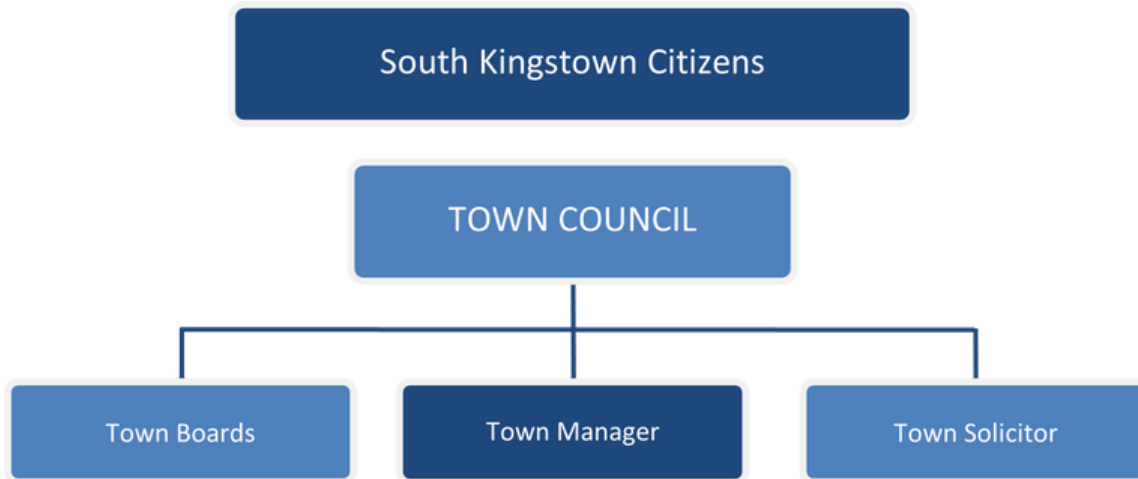 South Kingstown Citizens
TOWN COUNCIL
Town Boards
Town Manager
Town Solicitor